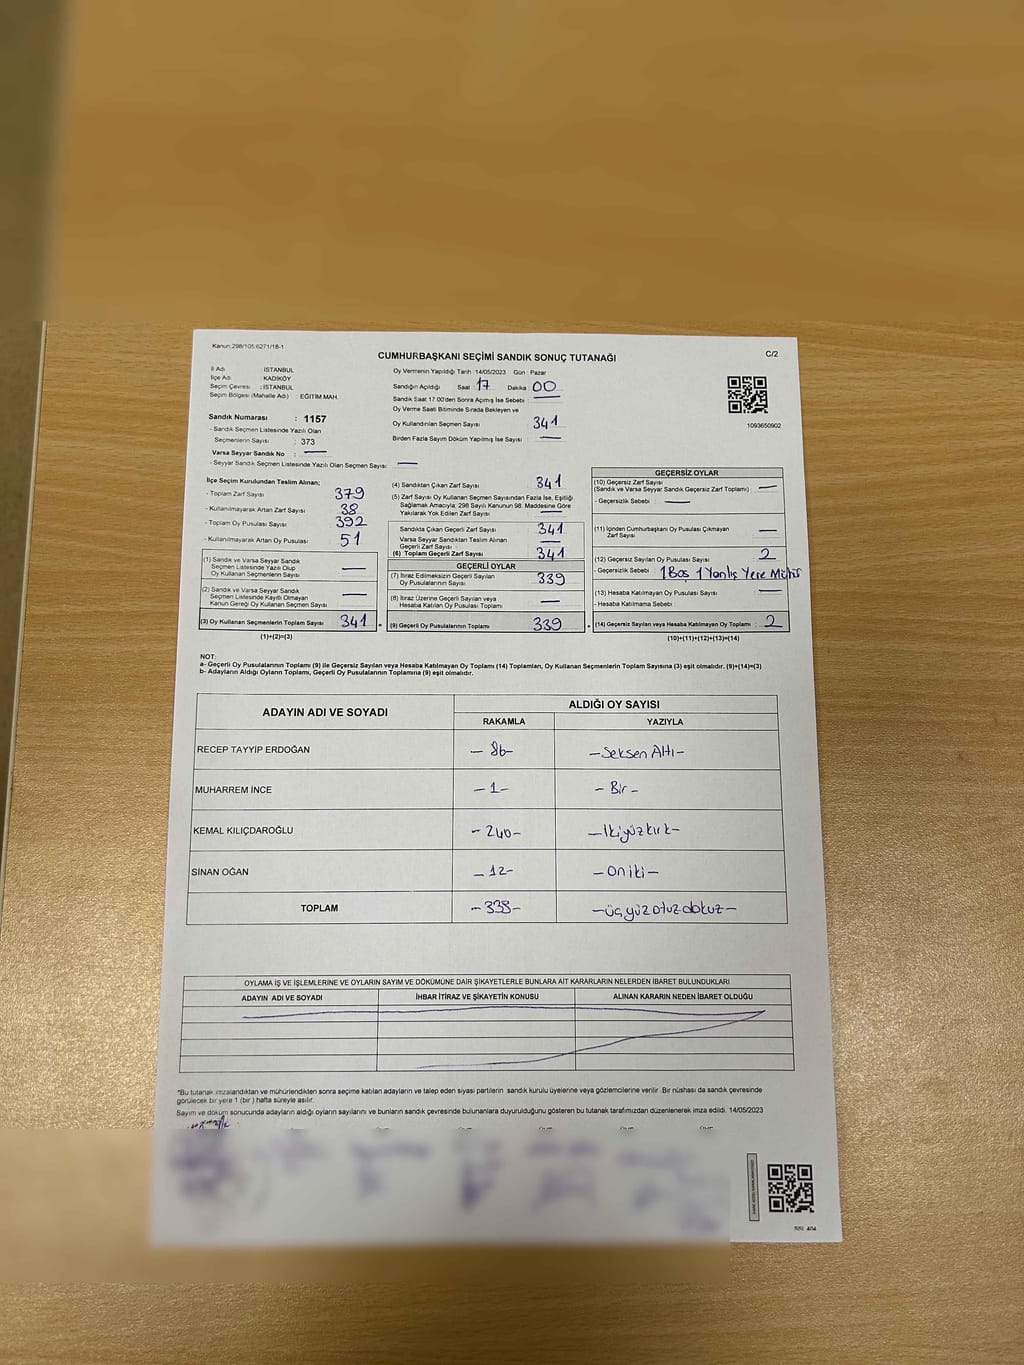 Kanun:298/105;6271/18-1
CUMHURBAŞKANI SEÇİMİ SANDIK SONUÇ TUTANAĞI
C/2
İl Adı : İSTANBUL
İlçe Adı : KADIKÖY
Seçim Çevresi : İSTANBUL
Seçim Bölgesi (Mahalle Adı) : EĞİTİM MAH.
Sandık Numarası : 1157
- Sandık Seçmen Listesinde Yazılı Olan
Seçmenlerin Sayısı : 373
Varsa Seyyar Sandık No : —
- Seyyar Sandık Seçmen Listesinde Yazılı Olan Seçmen Sayısı : —
Oy Vermenin Yapıldığı Tarih : 14/05/2023 Gün : Pazar
Sandığın Açıldığı Saat : 17 Dakika : 00
Sandık Saat 17.00'den Sonra Açılmış İse Sebebi : —
Oy Verme Saati Bitiminde Sırada Bekleyen ve
Oy Kullandırılan Seçmen Sayısı 341
Birden Fazla Sayım Döküm Yapılmış İse Sayısı —
1093650902
İlçe Seçim Kurulundan Teslim Alınan;
- Toplam Zarf Sayısı 379
- Kullanılmayarak Artan Zarf Sayısı 38
- Toplam Oy Pusulası Sayısı 392
- Kullanılmayarak Artan Oy Pusulası 51
(1) Sandık ve Varsa Seyyar Sandık
Seçmen Listesinde Yazılı Olup
Oy Kullanan Seçmenlerin Sayısı —
(2) Sandık ve Varsa Seyyar Sandık
Seçmen Listesinde Kayıtlı Olmayan
Kanun Gereği Oy Kullanan Seçmen Sayısı —
(3) Oy Kullanan Seçmenlerin Toplam Sayısı 341
(1)+(2)=(3)
(4) Sandıktan Çıkan Zarf Sayısı 341
(5) Zarf Sayısı Oy Kullanan Seçmen Sayısından Fazla İse, Eşitliği
Sağlamak Amacıyla; 298 Sayılı Kanunun 98. Maddesine Göre
Yakılarak Yok Edilen Zarf Sayısı —
Sandıkta Çıkan Geçerli Zarf Sayısı 341
Varsa Seyyar Sandıktan Teslim Alınan
Geçerli Zarf Sayısı —
(6) Toplam Geçerli Zarf Sayısı 341
GEÇERLİ OYLAR
(7) İtiraz Edilmeksizin Geçerli Sayılan
Oy Pusulalarının Sayısı 339
(8) İtiraz Üzerine Geçerli Sayılan veya
Hesaba Katılan Oy Pusulası Toplamı —
(9) Geçerli Oy Pusulalarının Toplamı 339
GEÇERSİZ OYLAR
(10) Geçersiz Zarf Sayısı
(Sandık ve Varsa Seyyar Sandık Geçersiz Zarf Toplamı) : —
- Geçersizlik Sebebi : —
(11) İçinden Cumhurbaşkanı Oy Pusulası Çıkmayan
Zarf Sayısı —
(12) Geçersiz Sayılan Oy Pusulası Sayısı 2
- Geçersizlik Sebebi : 1 Boş 1 Yanlış Yere Mühür
(13) Hesaba Katılmayan Oy Pusulası Sayısı —
- Hesaba Katılmama Sebebi :
(14) Geçersiz Sayılan veya Hesaba Katılmayan Oy Toplamı : 2
(10)+(11)+(12)+(13)=(14)
NOT:
a- Geçerli Oy Pusulalarının Toplamı (9) ile Geçersiz Sayılan veya Hesaba Katılmayan Oy Toplamı (14) Toplamları, Oy Kullanan Seçmenlerin Toplam Sayısına (3) eşit olmalıdır. (9)+(14)=(3)
b- Adayların Aldığı Oyların Toplamı, Geçerli Oy Pusulalarının Toplamına (9) eşit olmalıdır.
ADAYIN ADI VE SOYADI
ALDIĞI OY SAYISI
RAKAMLA YAZIYLA
RECEP TAYYİP ERDOĞAN -86- -Seksen Altı-
MUHARREM İNCE -1- -Bir-
KEMAL KILIÇDAROĞLU -240- -İkiyüzkırk-
SİNAN OĞAN -12- -on iki-
TOPLAM -339- -üçyüzotuzdokuz-
OYLAMA İŞ VE İŞLEMLERİNE VE OYLARIN SAYIM VE DÖKÜMÜNE DAİR ŞİKAYETLERLE BUNLARA AİT KARARLARIN NELERDEN İBARET BULUNDUKLARI
ADAYIN ADI VE SOYADI İHBAR İTİRAZ VE ŞİKAYETİN KONUSU ALINAN KARARIN NEDEN İBARET OLDUĞU
*Bu tutanak imzalandıktan ve mühürlendikten sonra seçime katılan adayların ve talep eden siyasi partilerin sandık kurulu üyelerine veya gözlemcilerine verilir. Bir nüshası da sandık çevresinde
görülecek bir yere 1 (bir ) hafta süreyle asılır.
Sayım ve döküm sonucunda adayların aldığı oyların sayılarını ve bunların sandık çevresinde bulunanlara duyurulduğunu gösteren bu tutanak tarafımızdan düzenlenerek imza edildi. 14/05/2023